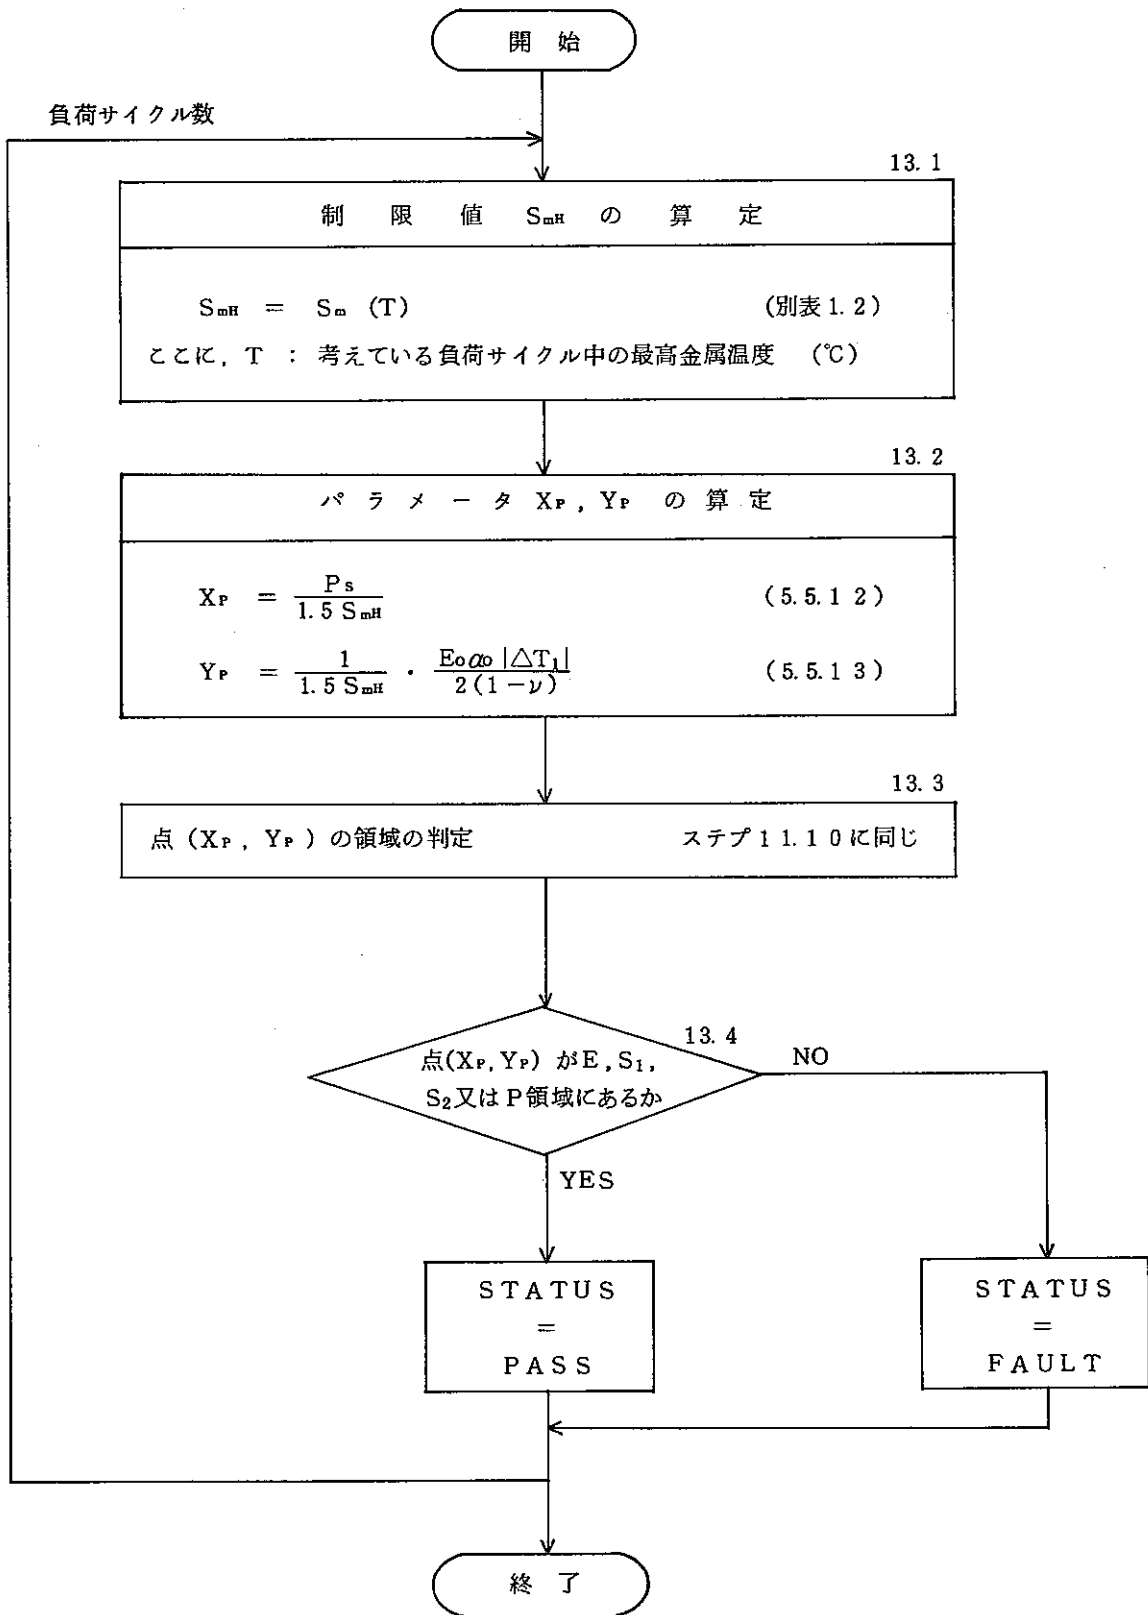 開 始
負荷サイクル数
13.1
制 限 値 SmH の 算 定
SmH = Sm (T) (別表1.2)
ここに, T : 考えている負荷サイクル中の最高金属温度 (℃)
13.2
パ ラ メ ー タ XP , YP の 算 定
XP = Ps / 1.5 SmH (5.5.12)
YP = 1 / 1.5 SmH · E0 α0 |△T1| / 2(1-ν) (5.5.13)
13.3
点 (XP , YP ) の領域の判定 ステプ11.10に同じ
13.4
点(XP, YP) がE , S1 ,
S2又はP領域にあるか
NO
YES
STATUS
=
PASS
STATUS
=
FAULT
終 了